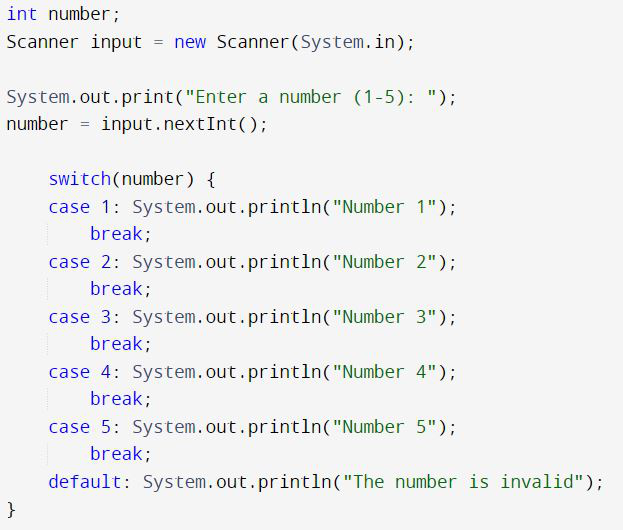 int number;
Scanner input = new Scanner(System.in);

System.out.print("Enter a number (1-5): ");
number = input.nextInt();

    switch(number) {
    case 1: System.out.println("Number 1");
        break;
    case 2: System.out.println("Number 2");
        break;
    case 3: System.out.println("Number 3");
        break;
    case 4: System.out.println("Number 4");
        break;
    case 5: System.out.println("Number 5");
        break;
    default: System.out.println("The number is invalid");
}